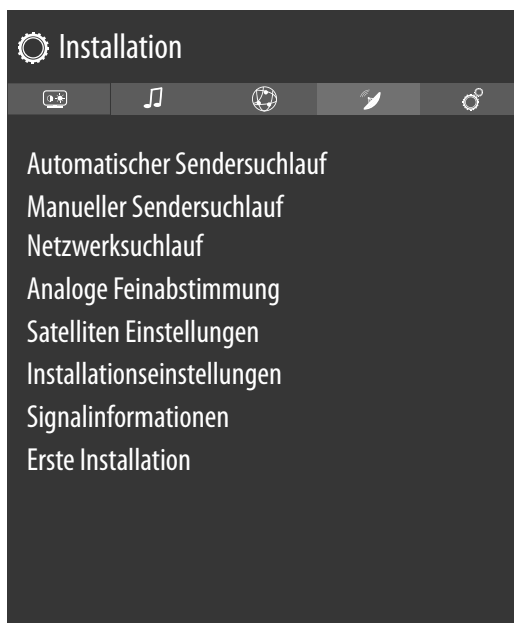 Installation
Automatischer Sendersuchlauf
Manueller Sendersuchlauf
Netzwerksuchlauf
Analoge Feinabstimmung
Satelliten Einstellungen
Installationseinstellungen
Signalinformationen
Erste Installation